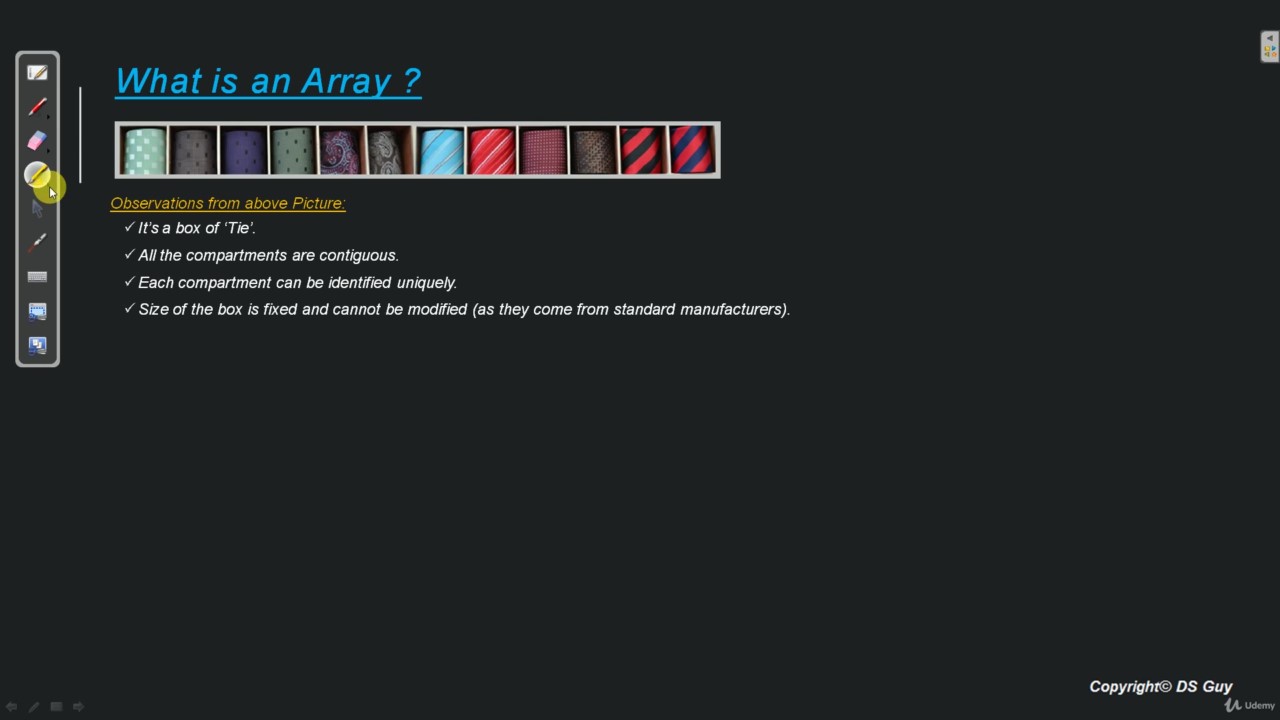 What is an Array ?
Observations from above Picture:
✓ It's a box of ‘Tie’.
✓ All the compartments are contiguous.
✓ Each compartment can be identified uniquely.
✓ Size of the box is fixed and cannot be modified (as they come from standard manufacturers).
Copyright© DS Guy
Udemy